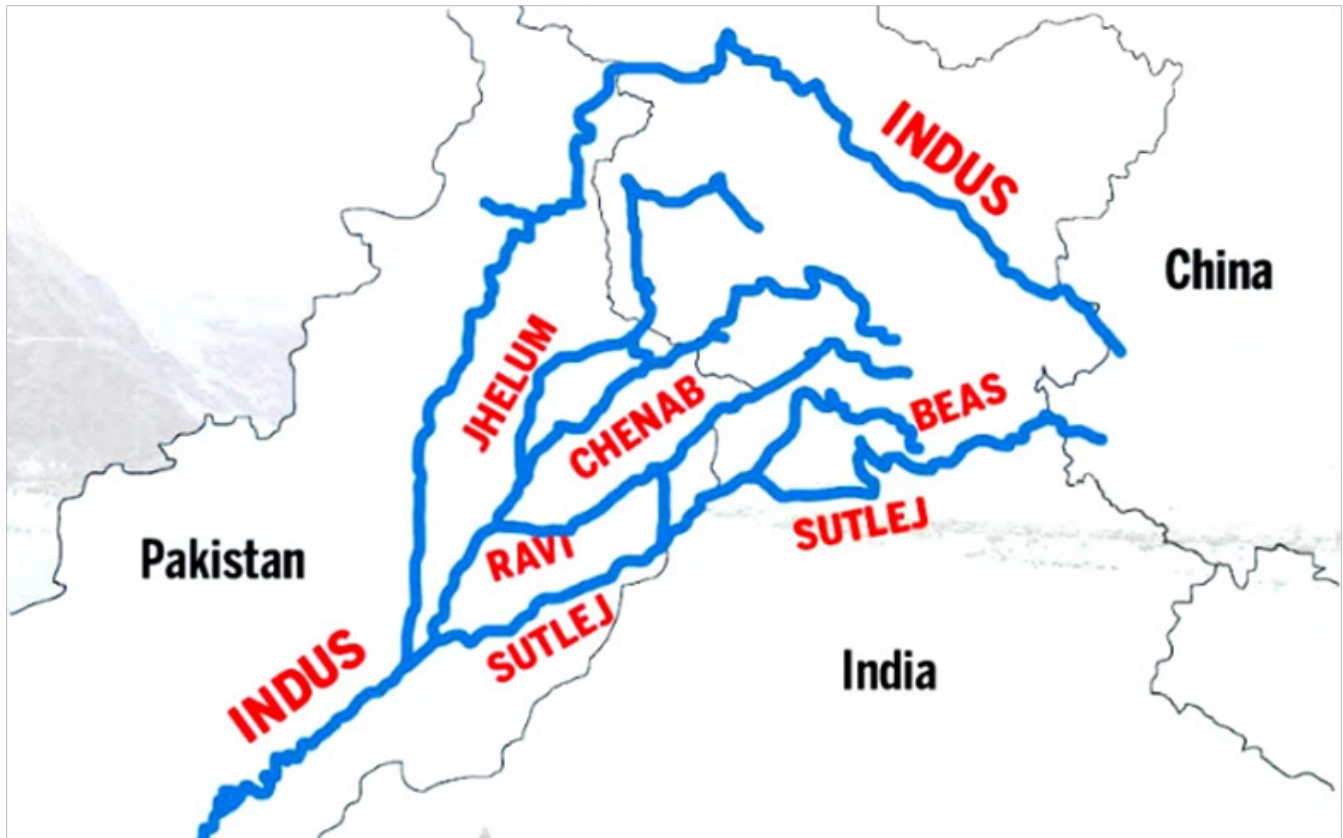 INDUS
China
JHELUM
CHENAB
BEAS
SUTLEJ
RAVI
Pakistan
SUTLEJ
INDUS
India